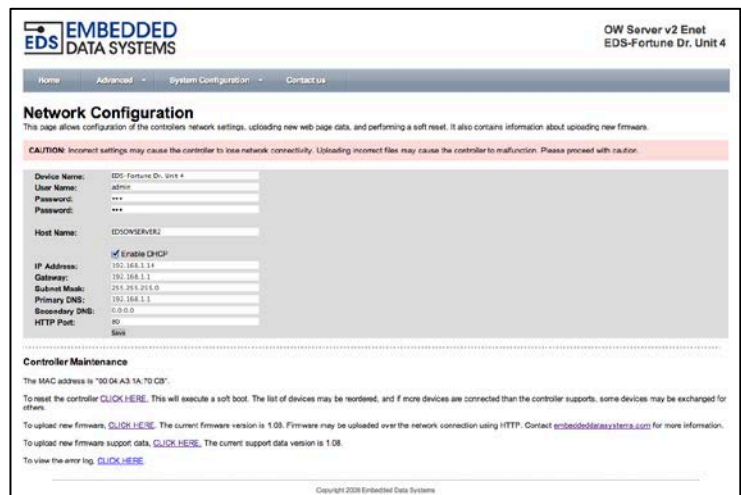 EDS EMBEDDED
DATA SYSTEMS
OW Server v2 Enet
EDS-Fortune Dr. Unit 4
Home Advanced System Configuration Contact us
Network Configuration
This page allows configuration of the controllers network settings, uploading new web page data, and performing a soft reset. It also contains information about uploading new firmware.
CAUTION: Incorrect settings may cause the controller to lose network connectivity. Uploading incorrect files may cause the controller to malfunction. Please proceed with caution.
Device Name: EDS-Fortune Dr. Unit 4
User Name: admin
Password: •••
Password: •••
Host Name: EDSOWSERVER2
Enable DHCP
IP Address: 192.168.1.14
Gateway: 192.168.1.1
Subnet Mask: 255.255.255.0
Primary DNS: 192.168.1.1
Secondary DNS: 0.0.0.0
HTTP Port: 80
Save
Controller Maintenance
The MAC address is "00:04:A3:1A:70:CB".
To reset the controller CLICK HERE. This will execute a soft boot. The list of devices may be reordered, and if more devices are connected than the controller supports, some devices may be exchanged for
others.
To upload new firmware, CLICK HERE. The current firmware version is 1.08. Firmware may be uploaded over the network connection using HTTP. Contact embeddeddatasystems.com for more information.
To upload new firmware support data, CLICK HERE. The current support data version is 1.08.
To view the error log, CLICK HERE.
Copyright 2008 Embedded Data Systems